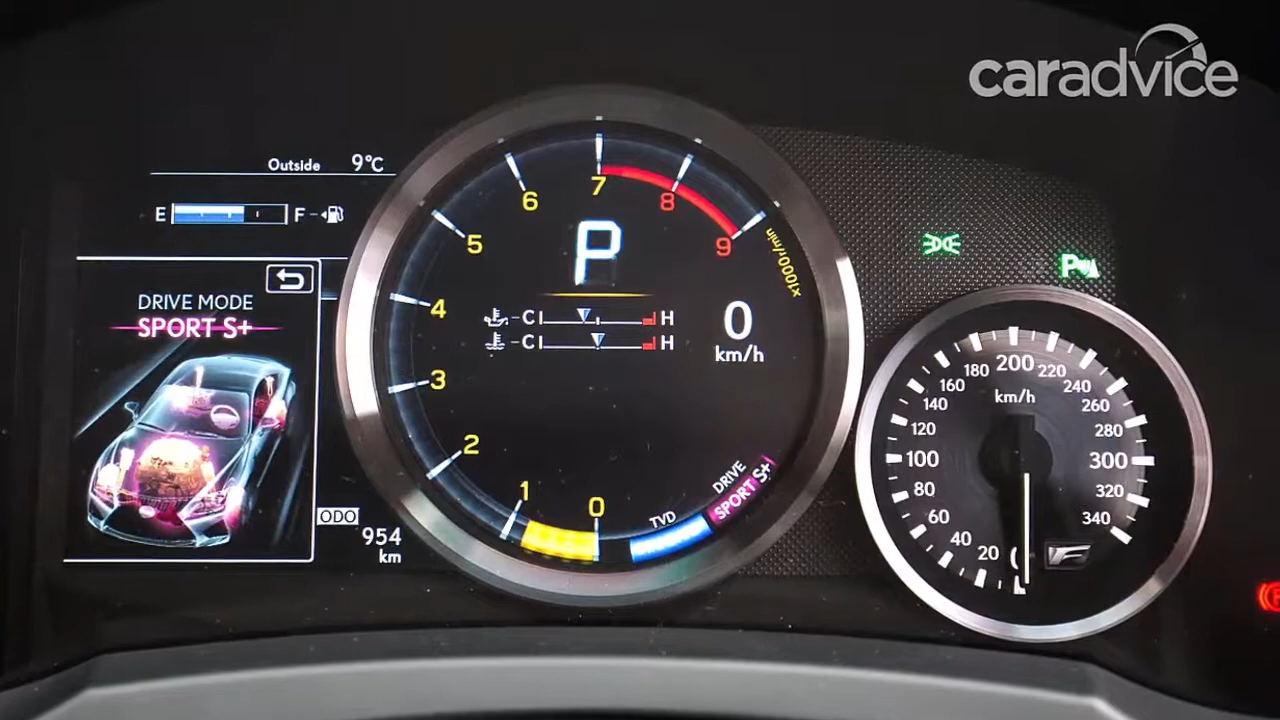 caradvice
Outside 9°C
E F
DRIVE MODE
SPORT S+
ODO
954
km
P
C H
C H
0
km/h
0
1
2
3
4
5
6
7
8
9
x1000r/min
TVD
DRIVE
SPORT S+
P
0
20
40
60
80
100
120
140
160
180
200
220
240
260
280
300
320
340
km/h
F